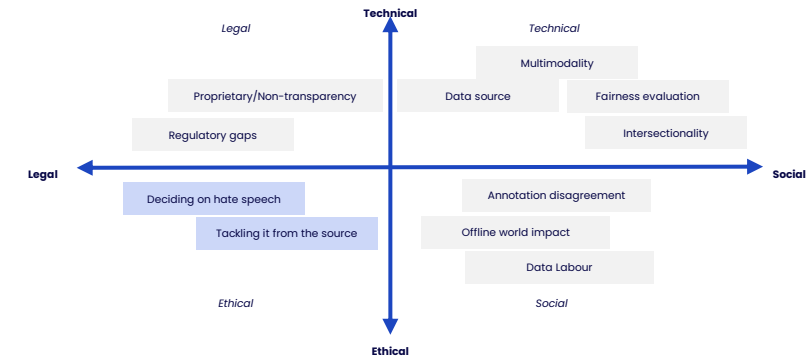 Technical
Legal
Technical
Multimodality
Proprietary/Non-transparency
Data source
Fairness evaluation
Regulatory gaps
Intersectionality
Legal
Social
Deciding on hate speech
Annotation disagreement
Tackling it from the source
Offline world impact
Data Labour
Ethical
Social
Ethical